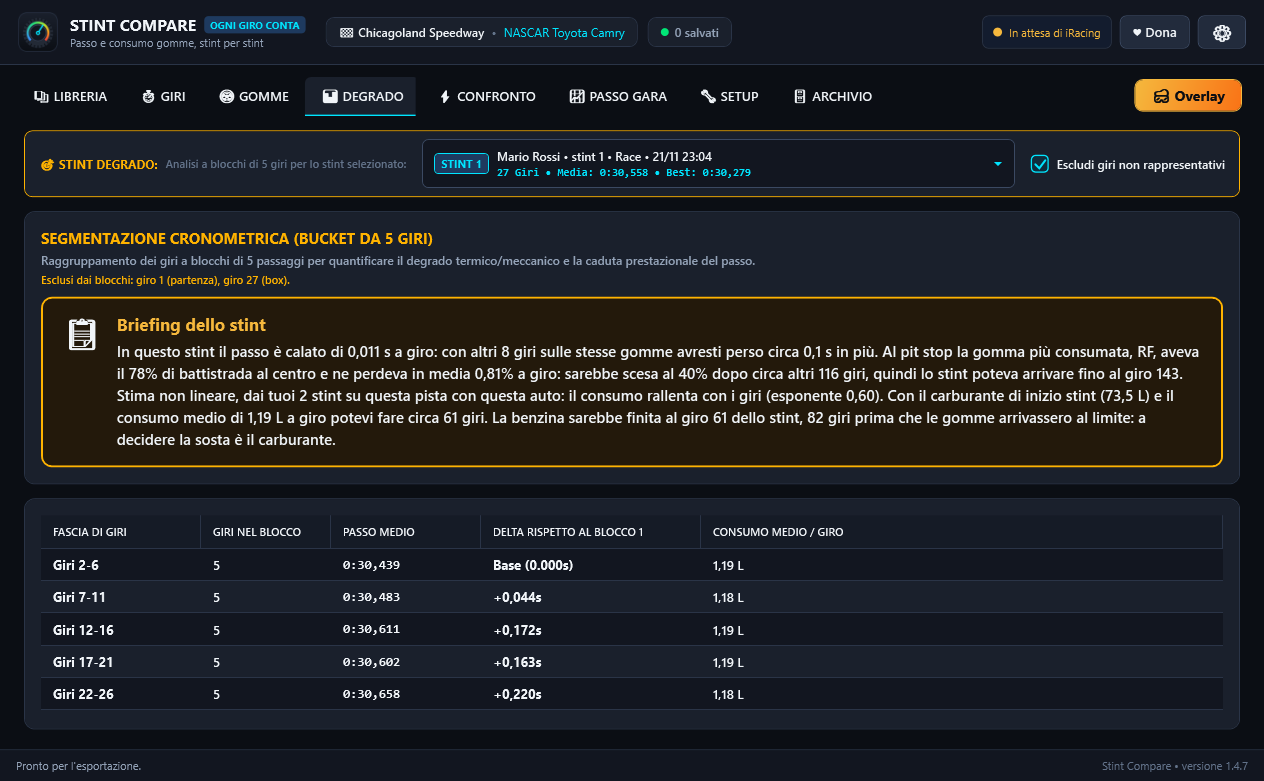 STINT COMPARE OGNI GIRO CONTA
Passo e consumo gomme, stint per stint
Chicagoland Speedway • NASCAR Toyota Camry
0 salvati
In attesa di iRacing
♥ Dona
LIBRERIA
GIRI
GOMME
DEGRADO
CONFRONTO
PASSO GARA
SETUP
ARCHIVIO
Overlay
STINT DEGRADO: Analisi a blocchi di 5 giri per lo stint selezionato:
STINT 1
Mario Rossi • stint 1 • Race • 21/11 23:04
27 Giri • Media: 0:30,558 • Best: 0:30,279
Escludi giri non rappresentativi
SEGMENTAZIONE CRONOMETRICA (BUCKET DA 5 GIRI)
Raggruppamento dei giri a blocchi di 5 passaggi per quantificare il degrado termico/meccanico e la caduta prestazionale del passo.
Esclusi dai blocchi: giro 1 (partenza), giro 27 (box).
Briefing dello stint
In questo stint il passo è calato di 0,011 s a giro: con altri 8 giri sulle stesse gomme avresti perso circa 0,1 s in più. Al pit stop la gomma più consumata, RF, aveva
il 78% di battistrada al centro e ne perdeva in media 0,81% a giro: sarebbe scesa al 40% dopo circa altri 116 giri, quindi lo stint poteva arrivare fino al giro 143.
Stima non lineare, dai tuoi 2 stint su questa pista con questa auto: il consumo rallenta con i giri (esponente 0,60). Con il carburante di inizio stint (73,5 L) e il
consumo medio di 1,19 L a giro potevi fare circa 61 giri. La benzina sarebbe finita al giro 61 dello stint, 82 giri prima che le gomme arrivassero al limite: a
decidere la sosta è il carburante.
FASCIA DI GIRI GIRI NEL BLOCCO PASSO MEDIO DELTA RISPETTO AL BLOCCO 1 CONSUMO MEDIO / GIRO
Giri 2-6 5 0:30,439 Base (0.000s) 1,19 L
Giri 7-11 5 0:30,483 +0,044s 1,18 L
Giri 12-16 5 0:30,611 +0,172s 1,19 L
Giri 17-21 5 0:30,602 +0,163s 1,19 L
Giri 22-26 5 0:30,658 +0,220s 1,18 L
Pronto per l'esportazione.
Stint Compare • versione 1.4.7